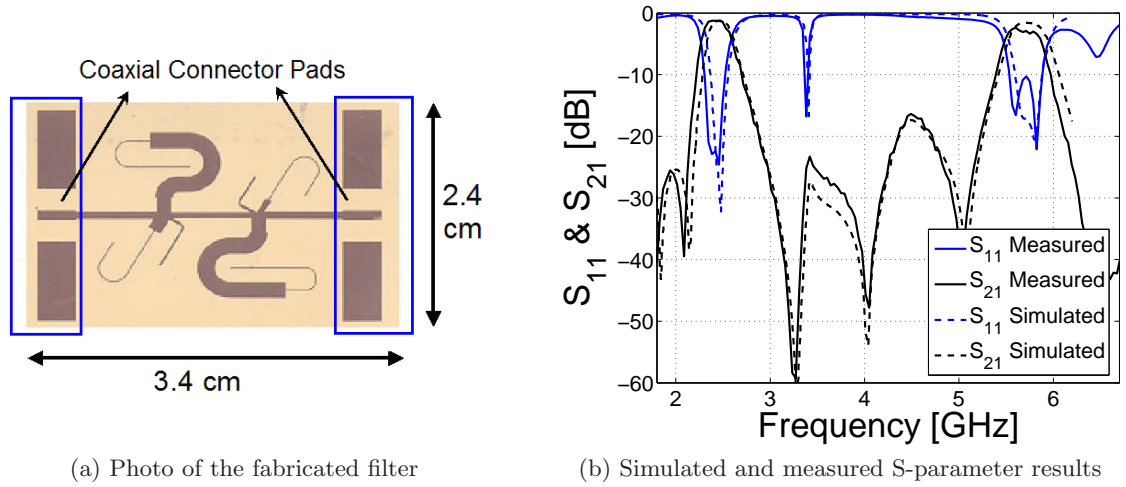 Coaxial Connector Pads
2.4
cm
3.4 cm
(a) Photo of the fabricated filter
S11 & S21 [dB]
0
−10
−20
−30
−40
−50
−60
2 3 4 5 6
Frequency [GHz]
S11 Measured
S21 Measured
S11 Simulated
S21 Simulated
(b) Simulated and measured S-parameter results